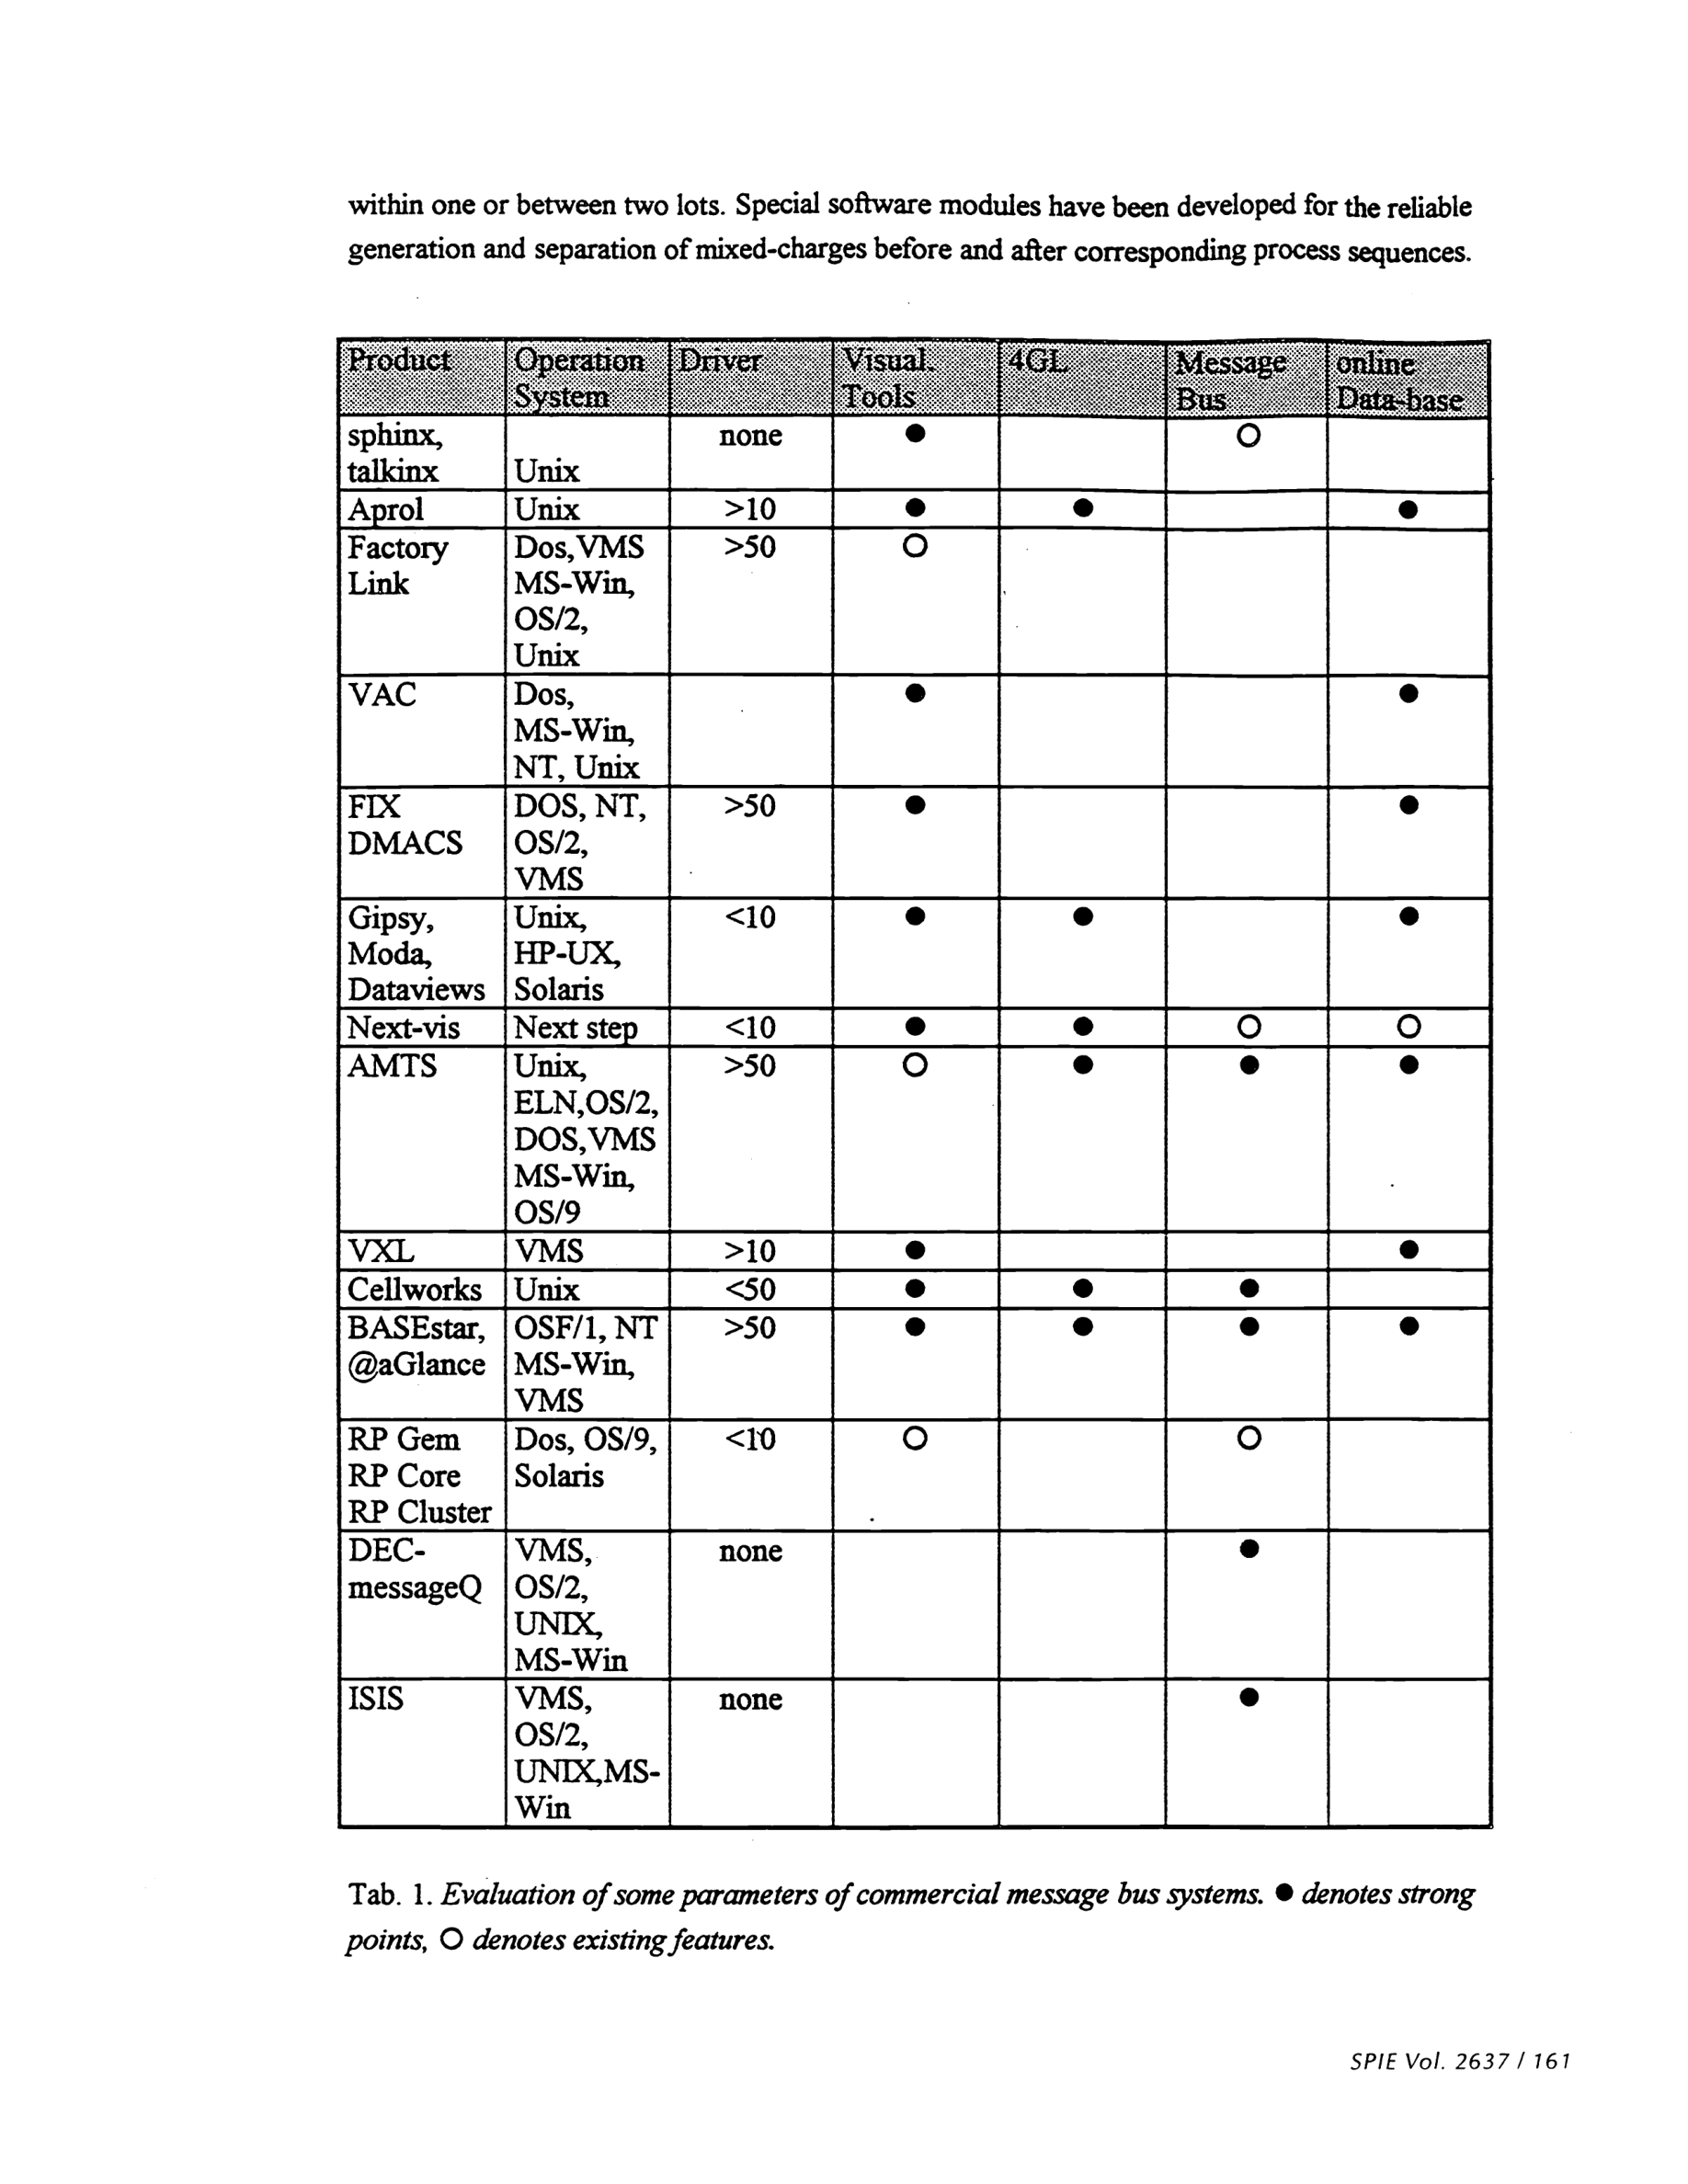 within one or between two lots. Special software modules have been developed for the reliable
generation and separation of mixed-charges before and after corresponding process sequences.
Product Operation System Driver Visual. Tools 4GL Message Bus online Data-base
sphinx, talkinx Unix none ● ○
Aprol Unix >10 ● ● ●
Factory Link Dos,VMS MS-Win, OS/2, Unix >50 ○
VAC Dos, MS-Win, NT, Unix ● ●
FIX DMACS DOS, NT, OS/2, VMS >50 ● ●
Gipsy, Moda, Dataviews Unix, HP-UX, Solaris <10 ● ● ●
Next-vis Next step <10 ● ● ○ ○
AMTS Unix, ELN,OS/2, DOS,VMS MS-Win, OS/9 >50 ○ ● ● ●
VXL VMS >10 ● ●
Cellworks Unix <50 ● ● ●
BASEstar, @aGlance OSF/1, NT MS-Win, VMS >50 ● ● ● ●
RP Gem RP Core RP Cluster Dos, OS/9, Solaris <10 ○ ○
DEC-messageQ VMS, OS/2, UNIX, MS-Win none ●
ISIS VMS, OS/2, UNIX,MS-Win none ●
Tab. 1. Evaluation of some parameters of commercial message bus systems. ● denotes strong
points, ○ denotes existing features.
SPIE Vol. 2637 / 161